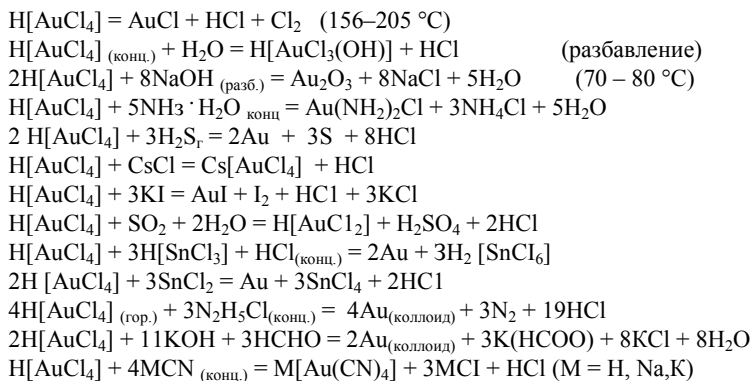 H[AuCl₄] = AuCl + HCl + Cl₂ (156–205 °C)
H[AuCl₄] (конц.) + H₂O = H[AuCl₃(OH)] + HCl (разбавление)
2H[AuCl₄] + 8NaOH (разб.) = Au₂O₃ + 8NaCl + 5H₂O (70 – 80 °C)
H[AuCl₄] + 5NHз · H₂O конц = Au(NH₂)₂Cl + 3NH₄Cl + 5H₂O
2 H[AuCl₄] + 3H₂Sг = 2Au + 3S + 8HCl
H[AuCl₄] + CsCl = Cs[AuCl₄] + HCl
H[AuCl₄] + 3KI = AuI + I₂ + HC1 + 3KCl
H[AuCl₄] + SO₂ + 2H₂O = H[AuC1₂] + H₂SO₄ + 2HCl
H[AuCl₄] + 3H[SnCl₃] + HCl(конц.) = 2Au + 3H₂ [SnCI₆]
2H [AuCl₄] + 3SnCl₂ = Au + 3SnCl₄ + 2HC1
4H[AuCl₄] (гор.) + 3N₂H₅Cl(конц.) = 4Au(коллоид) + 3N₂ + 19HCl
2H[AuCl₄] + 11KOH + 3HCHO = 2Au(коллоид) + 3K(HCOO) + 8KCl + 8H₂O
H[AuCl₄] + 4MCN (конц.) = M[Au(CN)₄] + 3MCI + HCl (M = H, Na,K)